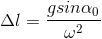 Δl = gsinα₀ / ω²